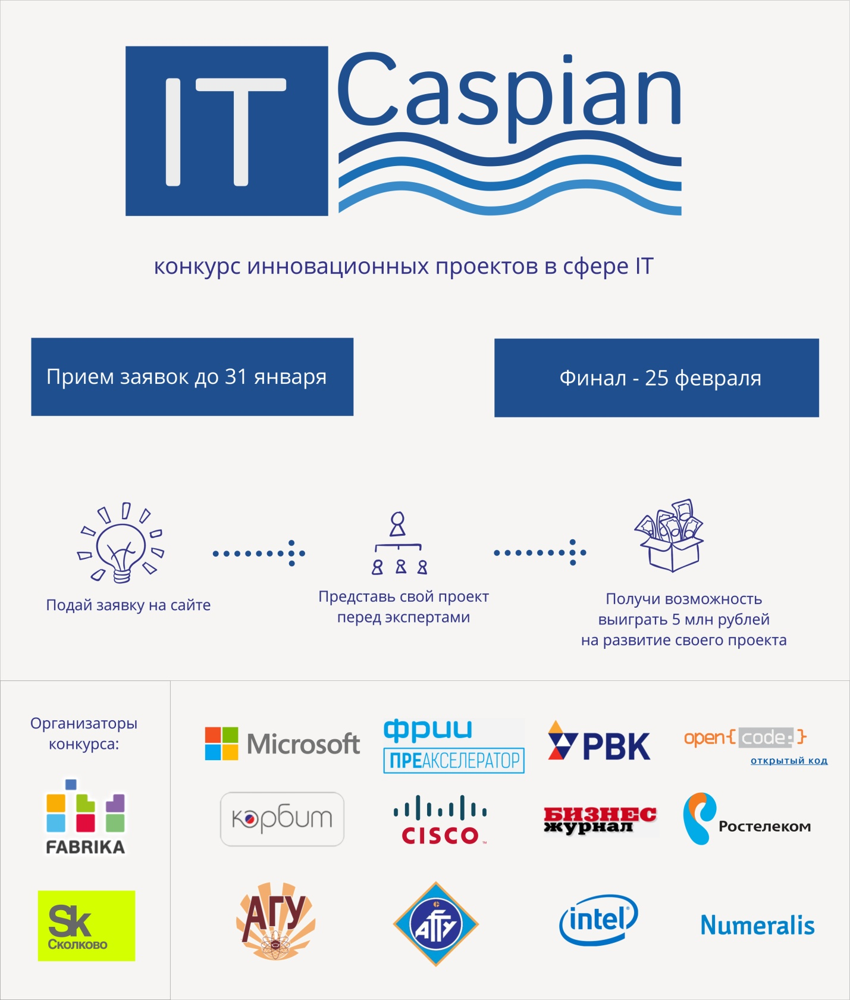 IT Caspian
конкурс инновационных проектов в сфере IT
Прием заявок до 31 января
Финал - 25 февраля
Подай заявку на сайте
Представь свой проект
перед экспертами
Получи возможность
выиграть 5 млн рублей
на развитие своего проекта
Организаторы
конкурса:
FABRIKA
Sk
Сколково
Microsoft
фрии
ПРЕАКСЕЛЕРАТОР
РВК
open{code:}
открытый код
кəрбит
CISCO
TM
БИЗНЕС
журнал
Ростелеком
АГУ
АГТУ
intel®
Numeralis